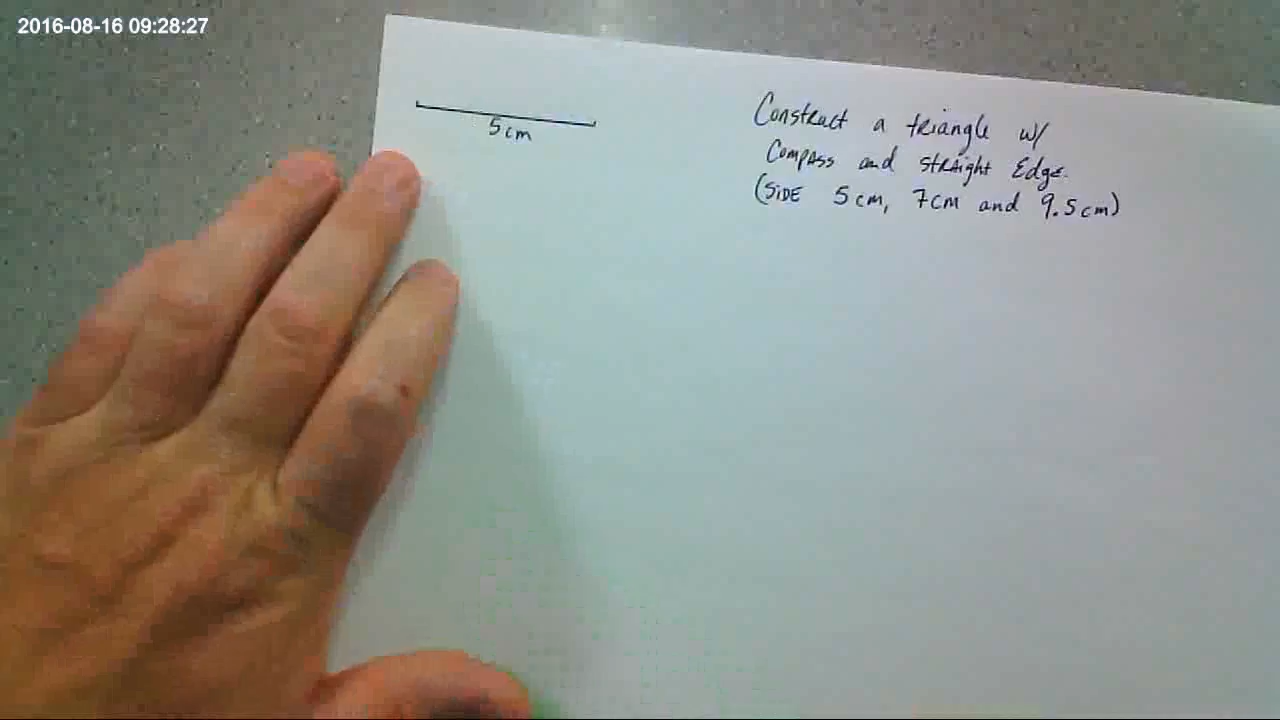 2016-08-16 09:28:27
5cm
Construct a triangle w/
Compass and straight Edge.
(SIDE 5cm, 7cm and 9.5cm)